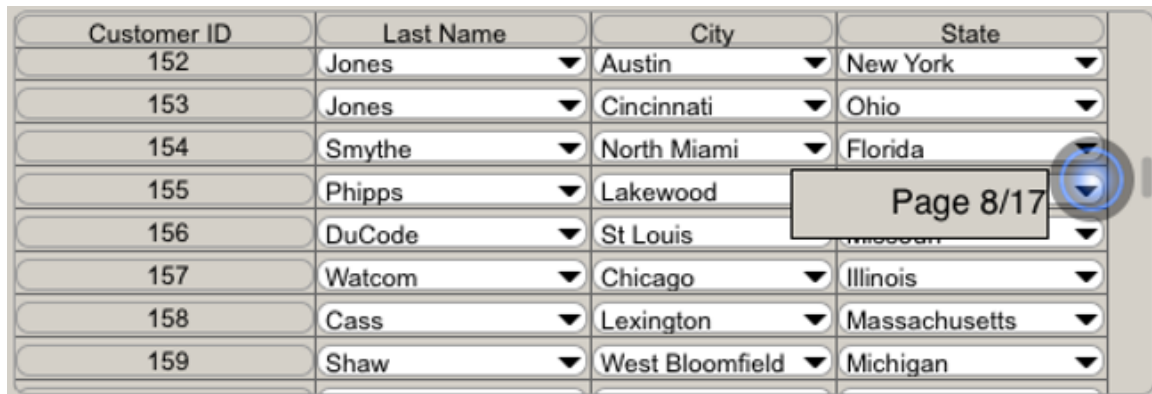 Customer ID Last Name City State
152 Jones Austin New York
153 Jones Cincinnati Ohio
154 Smythe North Miami Florida
155 Phipps Lakewood
Page 8/17
156 DuCode St Louis
157 Watcom Chicago Illinois
158 Cass Lexington Massachusetts
159 Shaw West Bloomfield Michigan